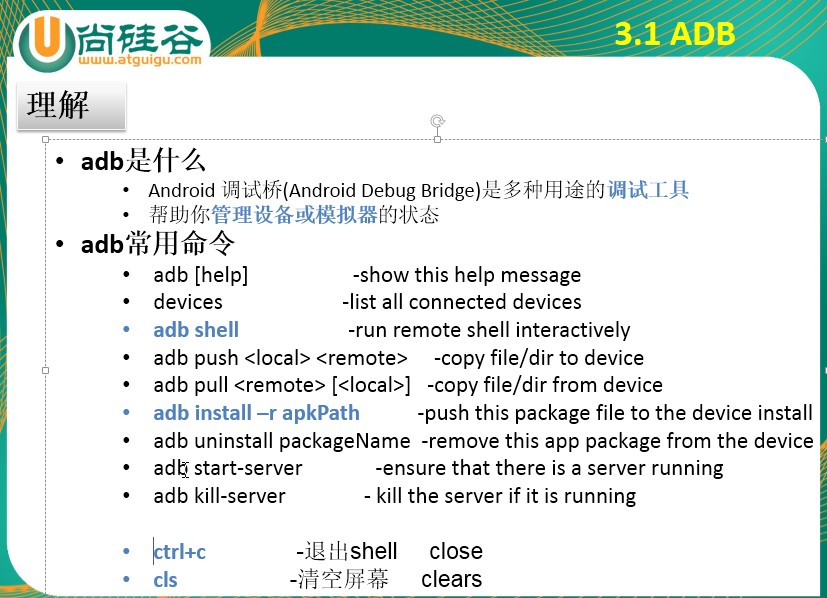 尚硅谷
www.atguigu.com
3.1 ADB
理解
• adb是什么
• Android 调试桥(Android Debug Bridge)是多种用途的调试工具
• 帮助你管理设备或模拟器的状态
• adb常用命令
• adb [help] -show this help message
• devices -list all connected devices
• adb shell -run remote shell interactively
• adb push <local> <remote> -copy file/dir to device
• adb pull <remote> [<local>] -copy file/dir from device
• adb install –r apkPath -push this package file to the device install
• adb uninstall packageName -remove this app package from the device
• adb start-server -ensure that there is a server running
• adb kill-server - kill the server if it is running
• ctrl+c -退出shell close
• cls -清空屏幕 clears